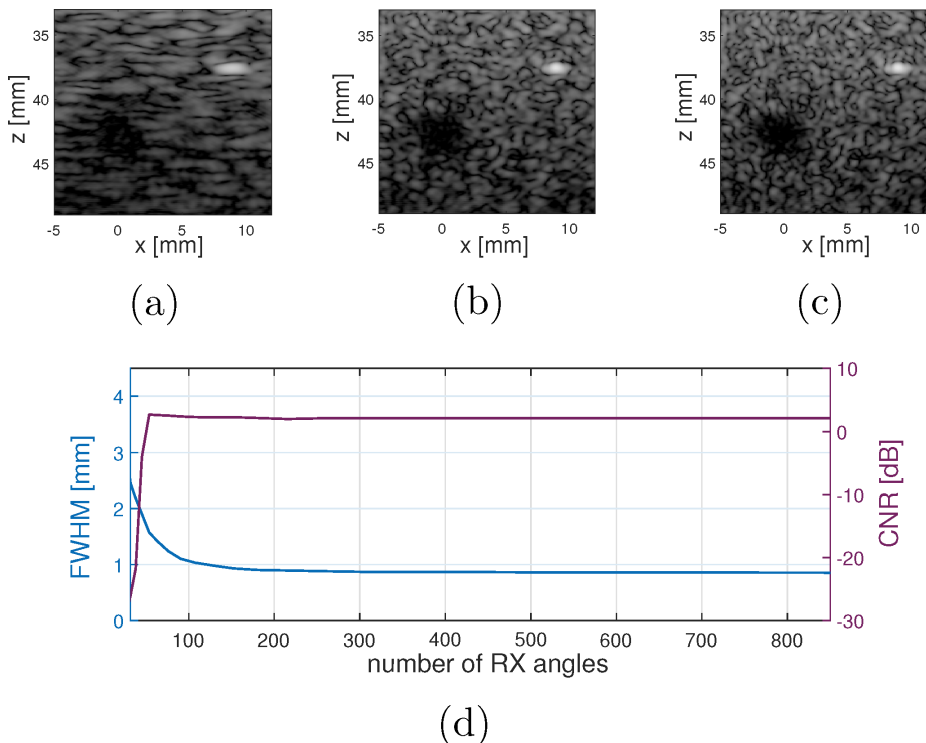 35
40
45
z [mm]
-5 0 5 10
x [mm]
(a)
35
40
45
z [mm]
-5 0 5 10
x [mm]
(b)
35
40
45
z [mm]
-5 0 5 10
x [mm]
(c)
4
3
2
1
0
FWHM [mm]
10
0
-10
-20
-30
CNR [dB]
100 200 300 400 500 600 700 800
number of RX angles
(d)